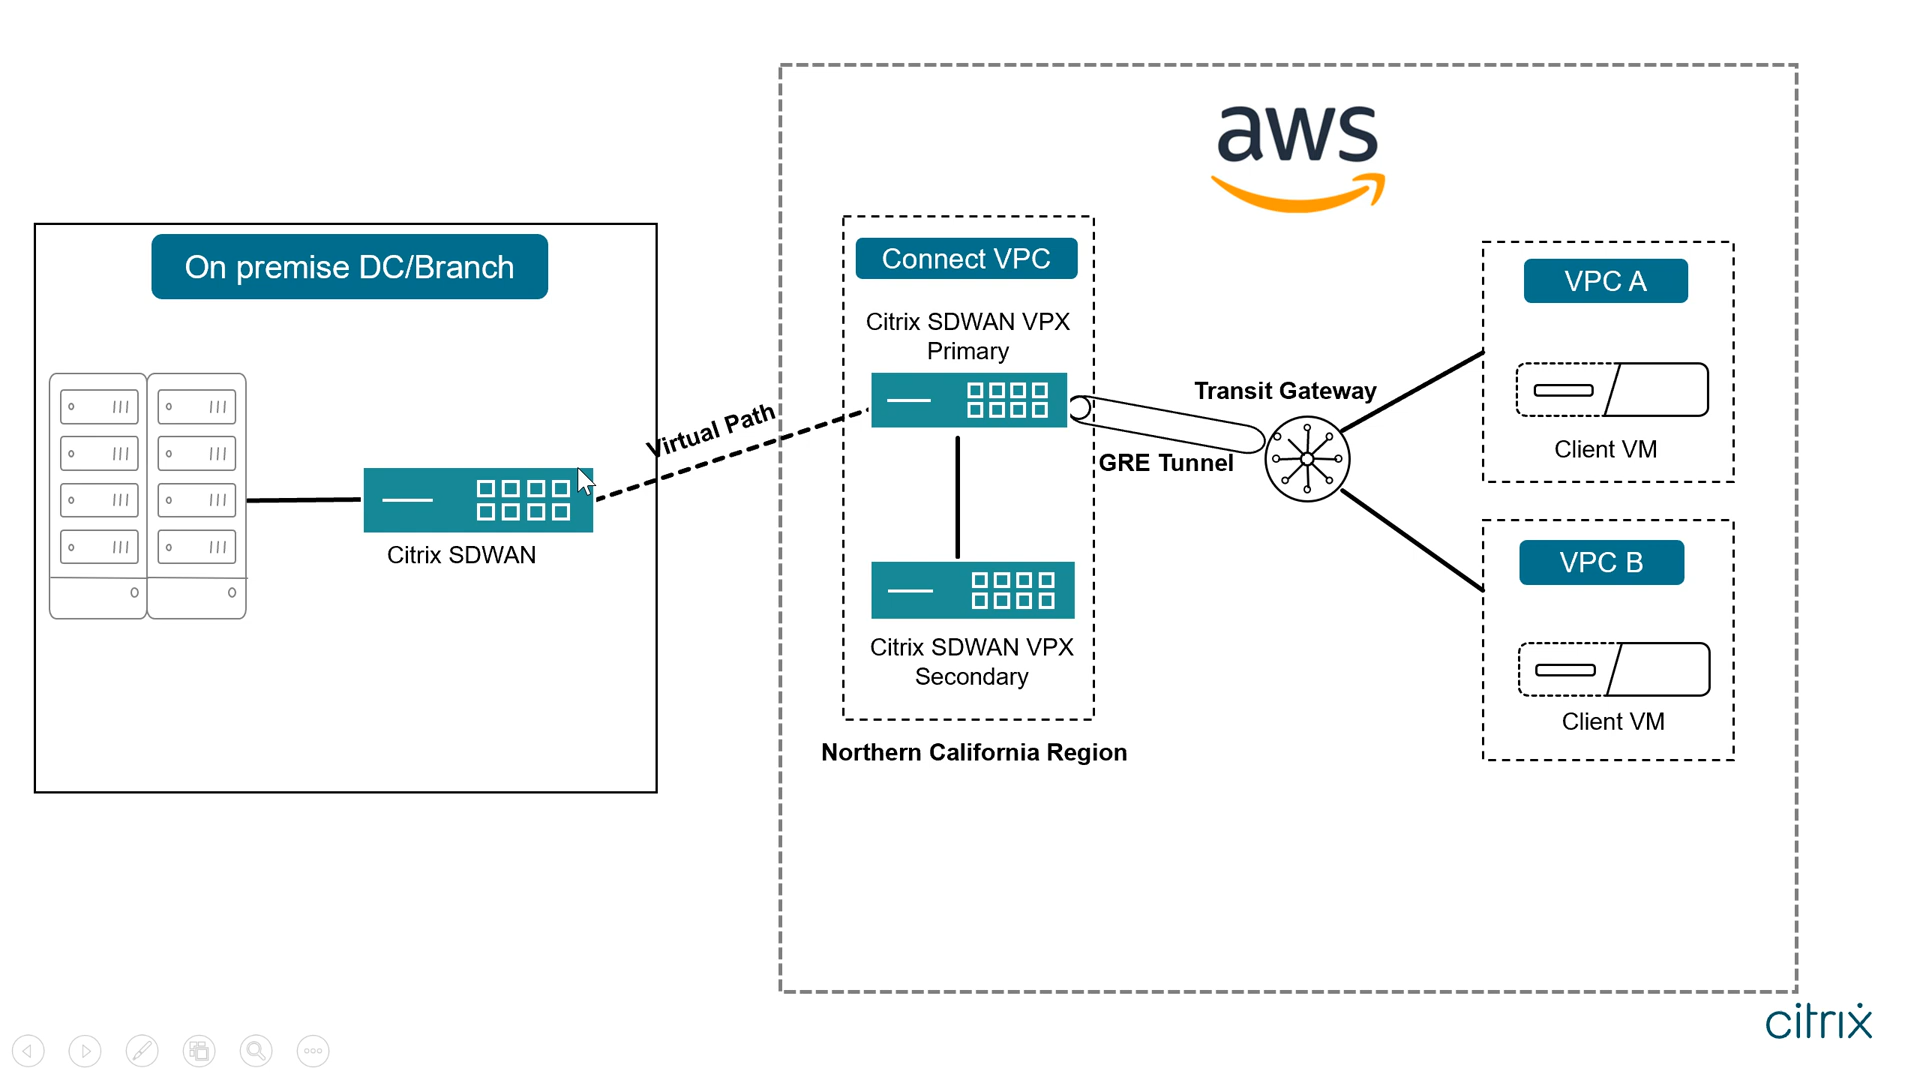 aws
On premise DC/Branch
Citrix SDWAN
Virtual Path
Connect VPC
Citrix SDWAN VPX
Primary
Citrix SDWAN VPX
Secondary
Northern California Region
GRE Tunnel
Transit Gateway
VPC A
Client VM
VPC B
Client VM
citrix